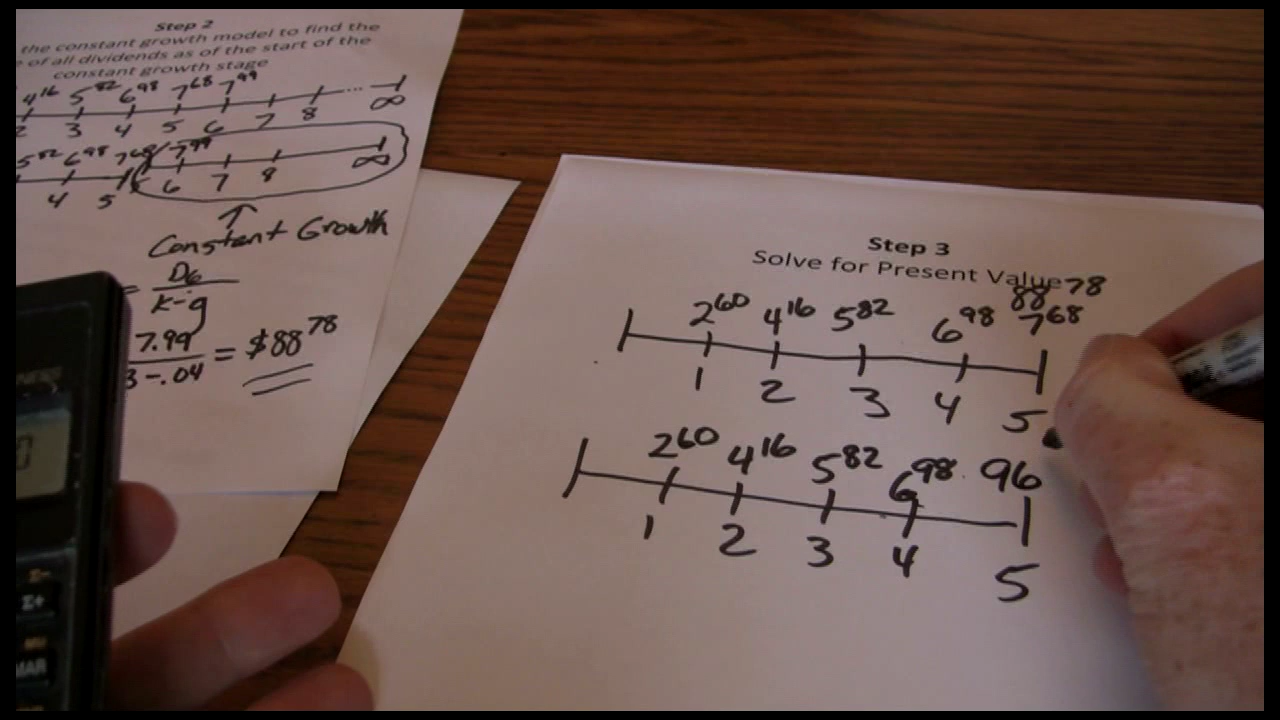 Step 2
the constant growth model to find the
of all dividends as of the start of the
constant growth stage
4^16 5^82 6^98 7^68 7^99
2 3 4 5 6 7 8 ... ∞
5^82 6^98 7^68 7^99
4 5 6 7 8 ∞
Constant Growth
= D6
k-g
7.99 = $88^78
3-.04
Step 3
Solve for Present Value
88^78
2^60 4^16 5^82 6^98 7^68
1 2 3 4 5
2^60 4^16 5^82 6^98 96
1 2 3 4 5
Σ-
Σ+